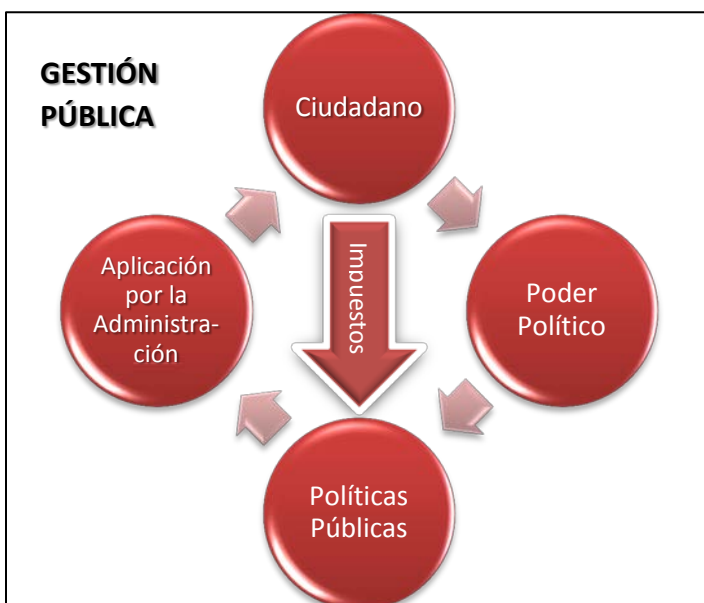 GESTIÓN
PÚBLICA
Ciudadano
Impuestos
Aplicación
por la
Administra-
ción
Poder
Político
Políticas
Públicas